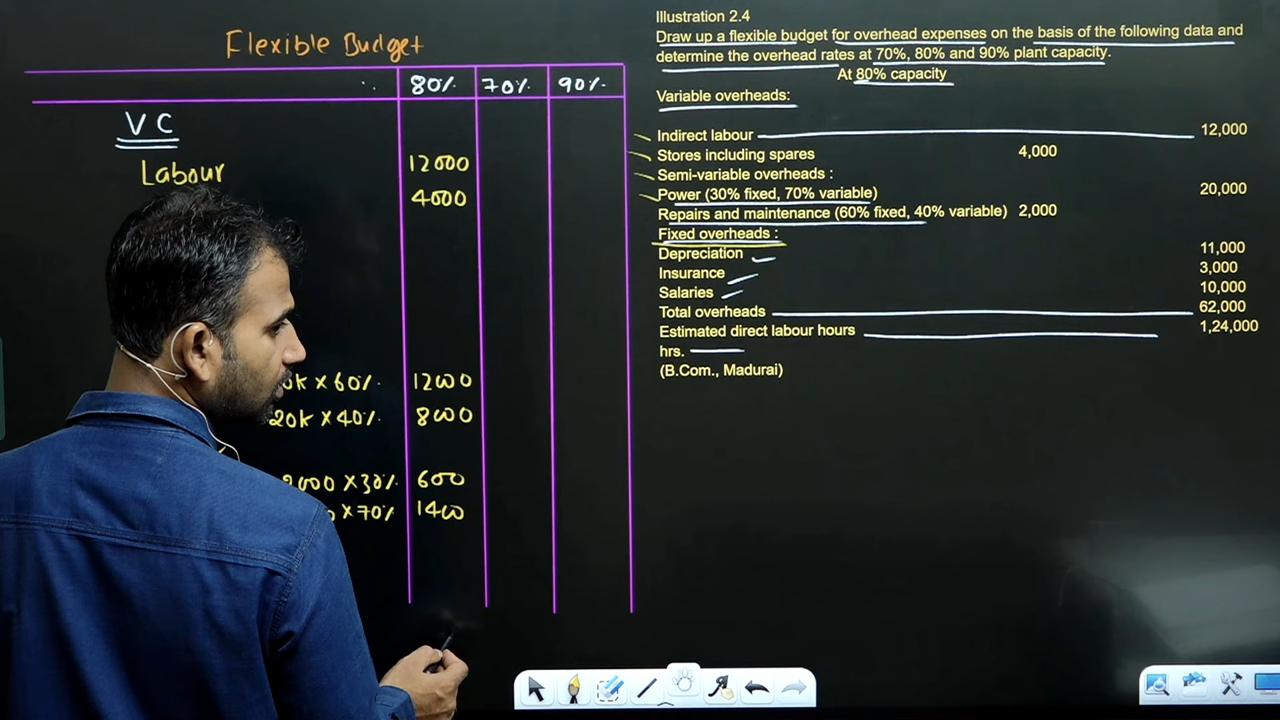 Flexible Budget
80% 70% 90%
VC
Labour 12000
4000
0k x 60% 12000
20k x 40% 8000
2000 x 30% 600
x 70% 1400
Illustration 2.4
Draw up a flexible budget for overhead expenses on the basis of the following data and
determine the overhead rates at 70%, 80% and 90% plant capacity.
At 80% capacity
Variable overheads:
Indirect labour 12,000
Stores including spares 4,000
Semi-variable overheads :
Power (30% fixed, 70% variable) 20,000
Repairs and maintenance (60% fixed, 40% variable) 2,000
Fixed overheads :
Depreciation 11,000
Insurance 3,000
Salaries 10,000
Total overheads 62,000
Estimated direct labour hours 1,24,000
hrs.
(B.Com., Madurai)